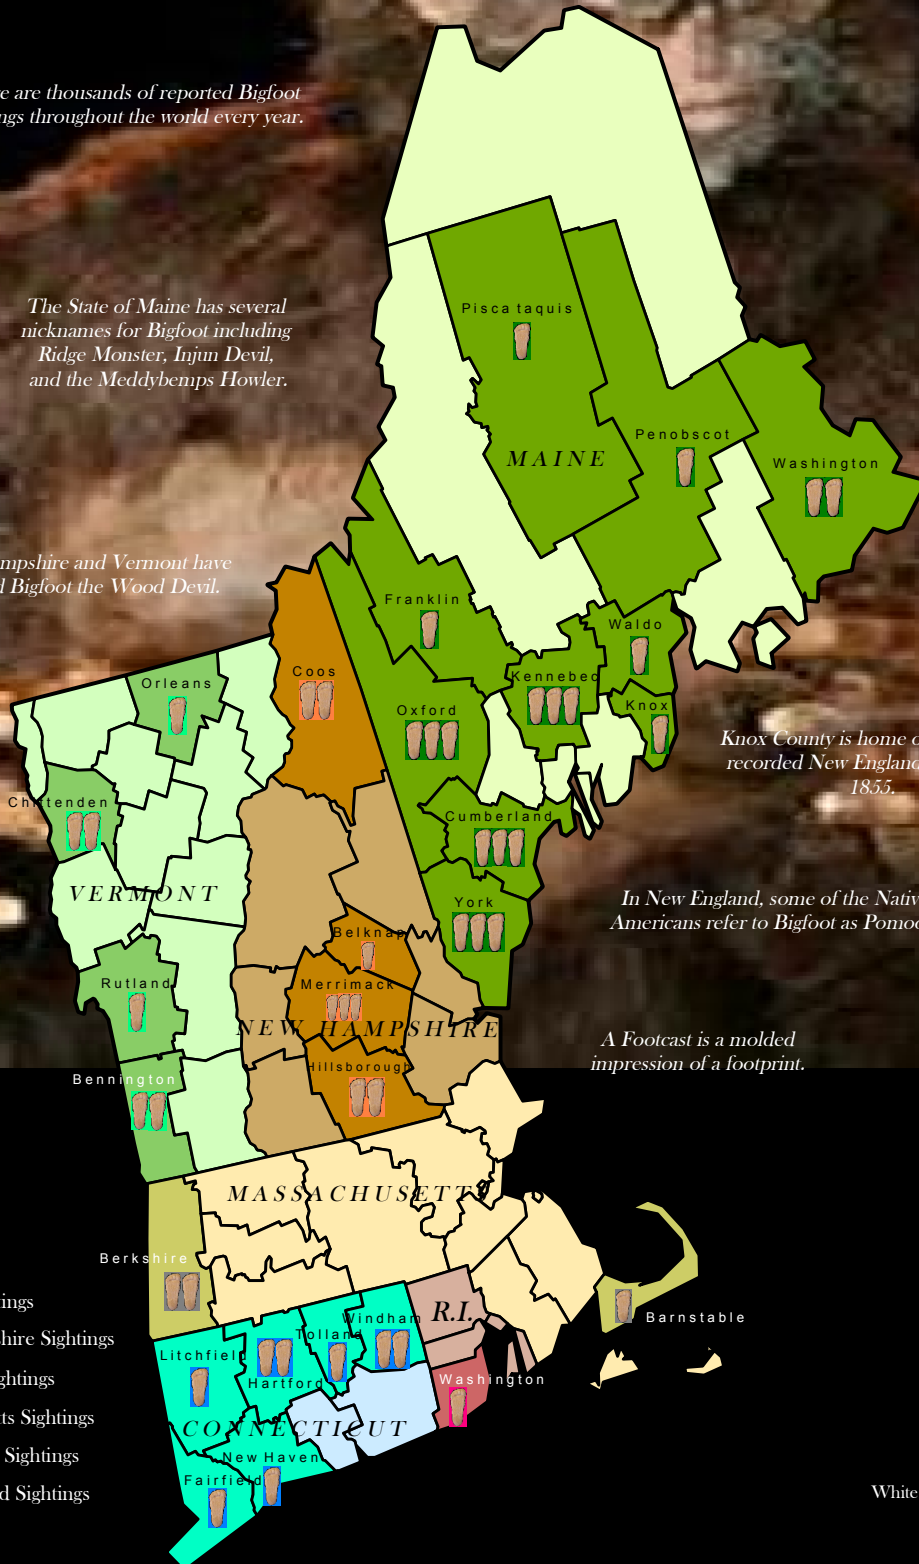 e are thousands of reported Bigfoot
ngs throughout the world every year.
The State of Maine has several
nicknames for Bigfoot including
Ridge Monster, Injun Devil,
and the Meddybemps Howler.
Pisca taquis
Penobscot
MAINE
Washington
mpshire and Vermont have
d Bigfoot the Wood Devil.
Franklin
Waldo
Coos
Kennebec
Orleans
Oxford
Knox
Knox County is home o
recorded New England
1855.
Chittenden
Cumberland
VERMONT
York
In New England, some of the Nativ
Americans refer to Bigfoot as Pomoo
Belknap
Rutland
Merrimack
NEW HAMPSHIRE
A Footcast is a molded
impression of a footprint.
Hillsborough
Bennington
MASSACHUSETTS
Berkshire
tings
R.I.
Barnstable
Windham
Tolland
hire Sightings
Litchfield
Hartford
Washington
ghtings
tts Sightings
CONNECTICUT
Sightings
New Haven
Fairfield
d Sightings
White